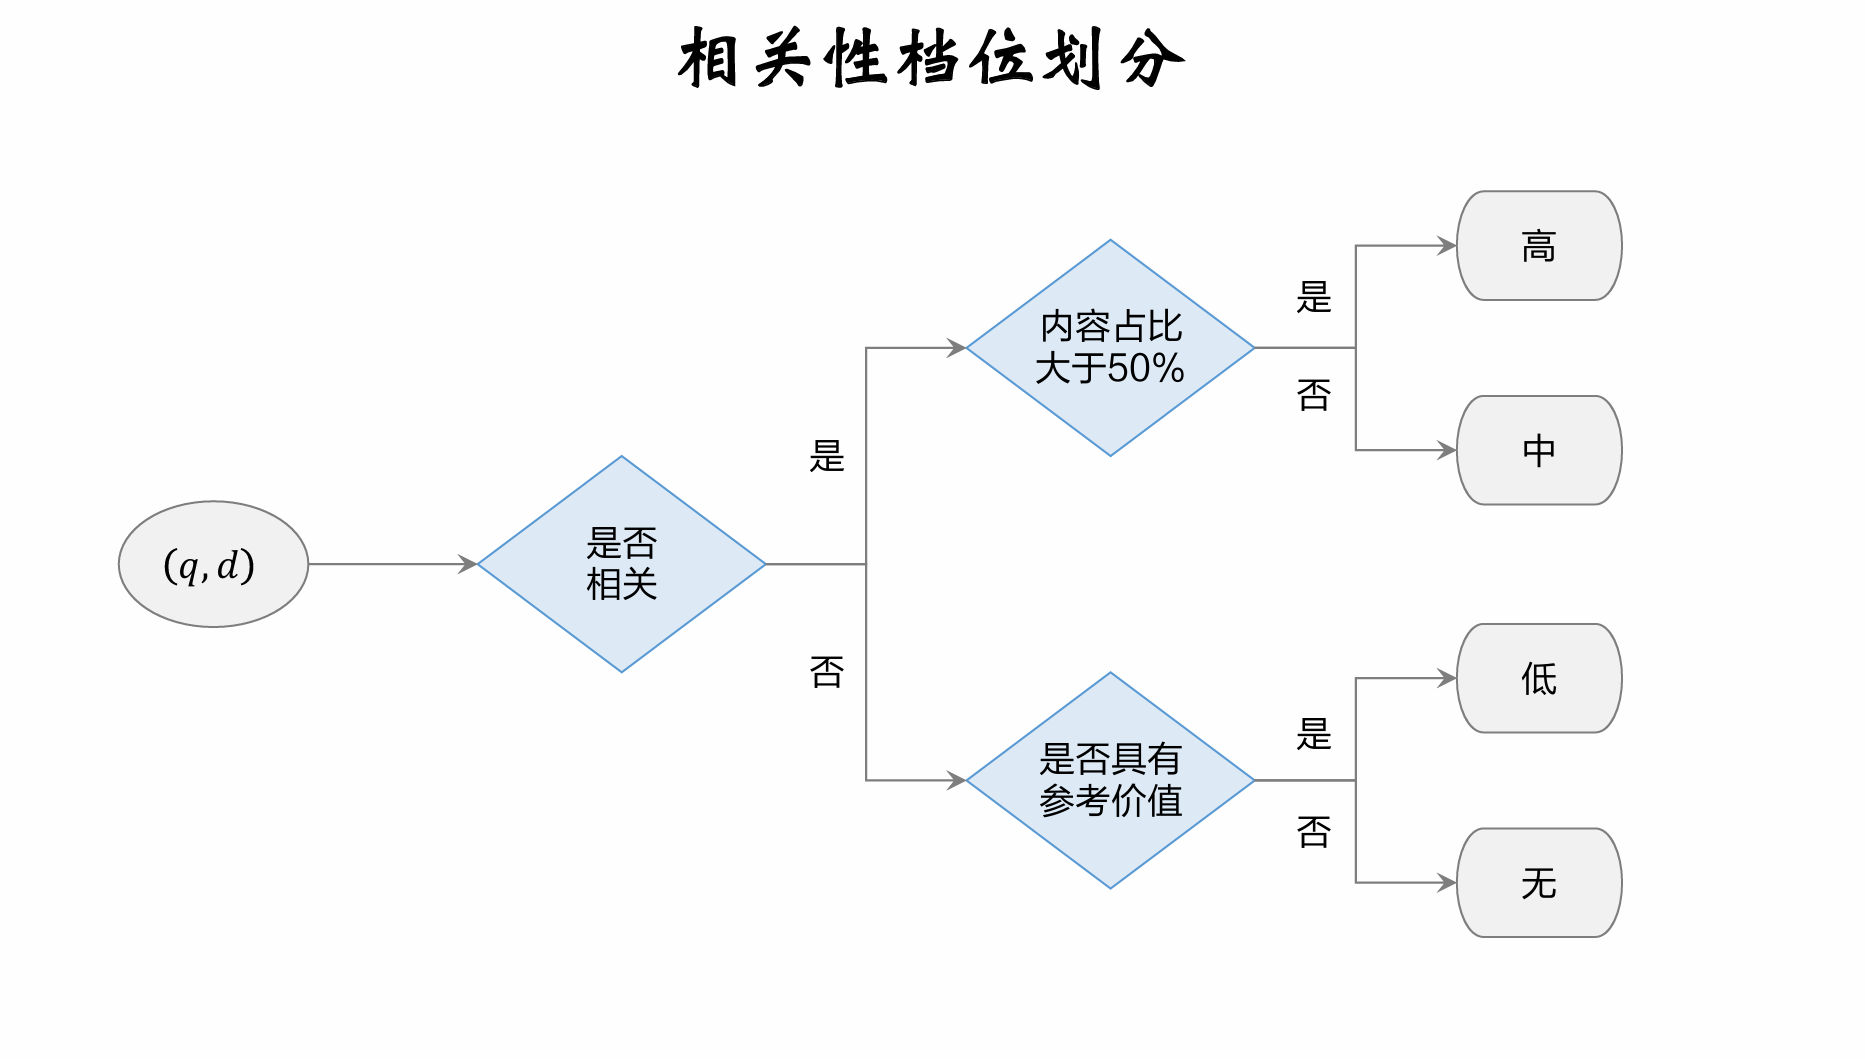 相关性档位划分
(q, d)
是否
相关
是
否
内容占比
大于50%
是
否
高
中
是否具有
参考价值
是
否
低
无